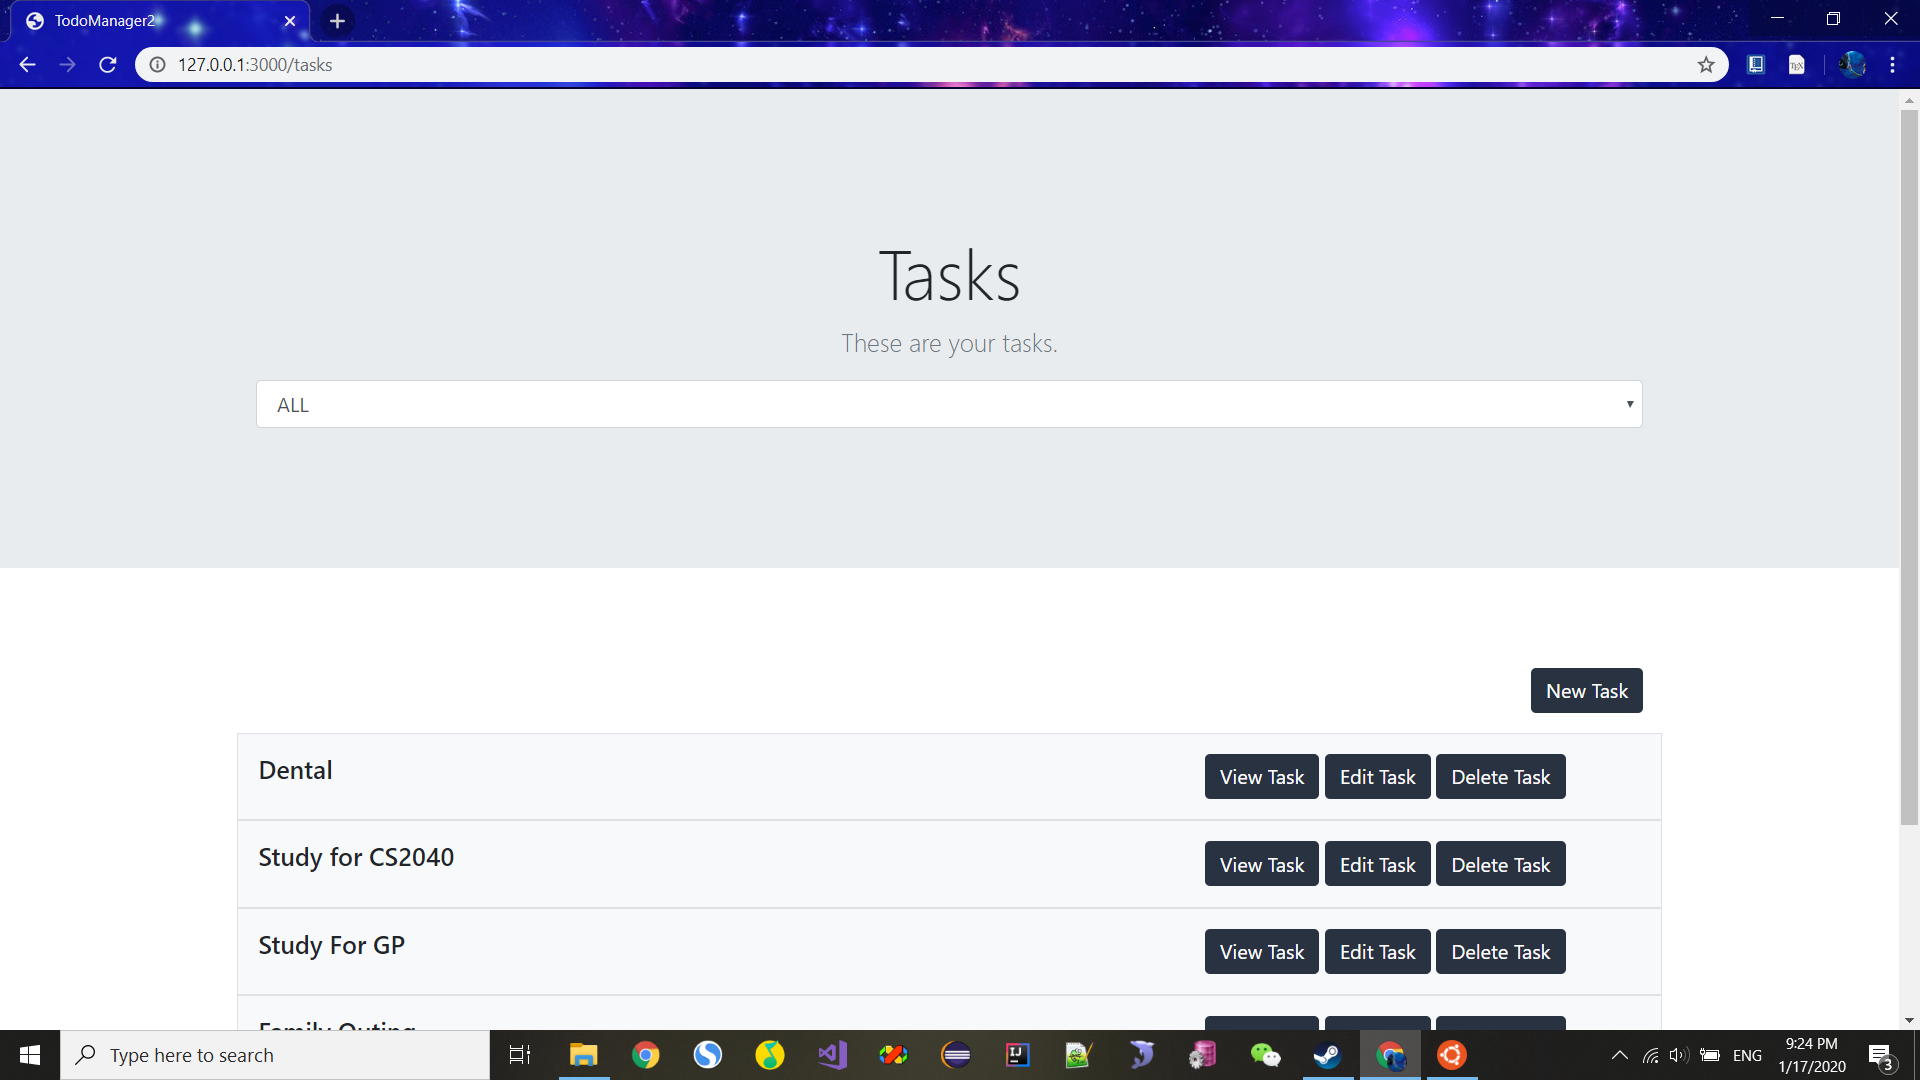 TodoManager2
127.0.0.1:3000/tasks
Tasks
These are your tasks.
ALL
New Task
Dental
View Task Edit Task Delete Task
Study for CS2040
View Task Edit Task Delete Task
Study For GP
View Task Edit Task Delete Task
Family Outing
Type here to search
ENG
9:24 PM
1/17/2020
3